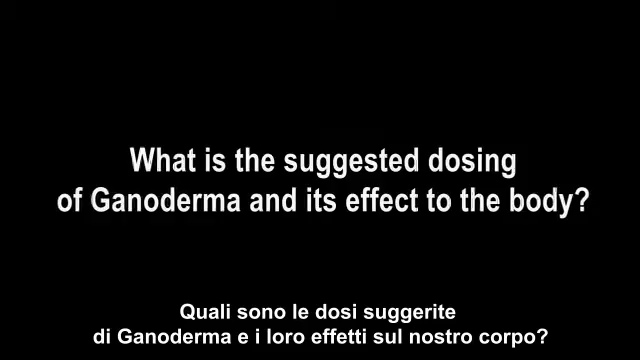 What is the suggested dosing
of Ganoderma and its effect to the body?
Quali sono le dosi suggerite
di Ganoderma e i loro effetti sul nostro corpo?